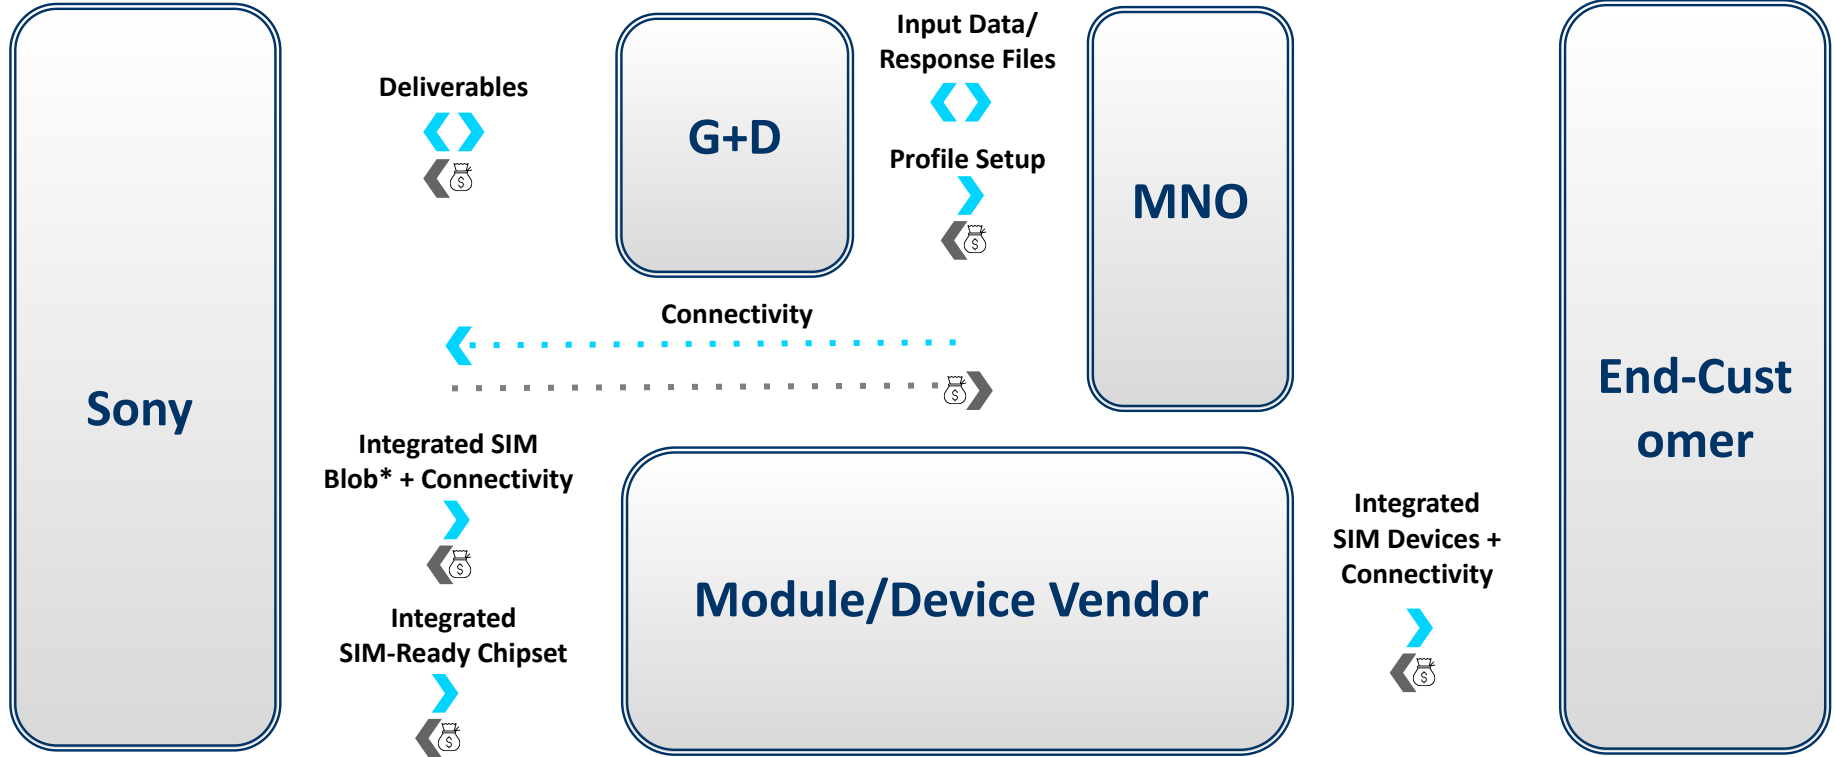 Sony
Deliverables
G+D
Input Data/
Response Files
Profile Setup
MNO
Connectivity
Integrated SIM
Blob* + Connectivity
Integrated
SIM-Ready Chipset
Module/Device Vendor
Integrated
SIM Devices +
Connectivity
End-Cust
omer
$
$
$
$
$
$